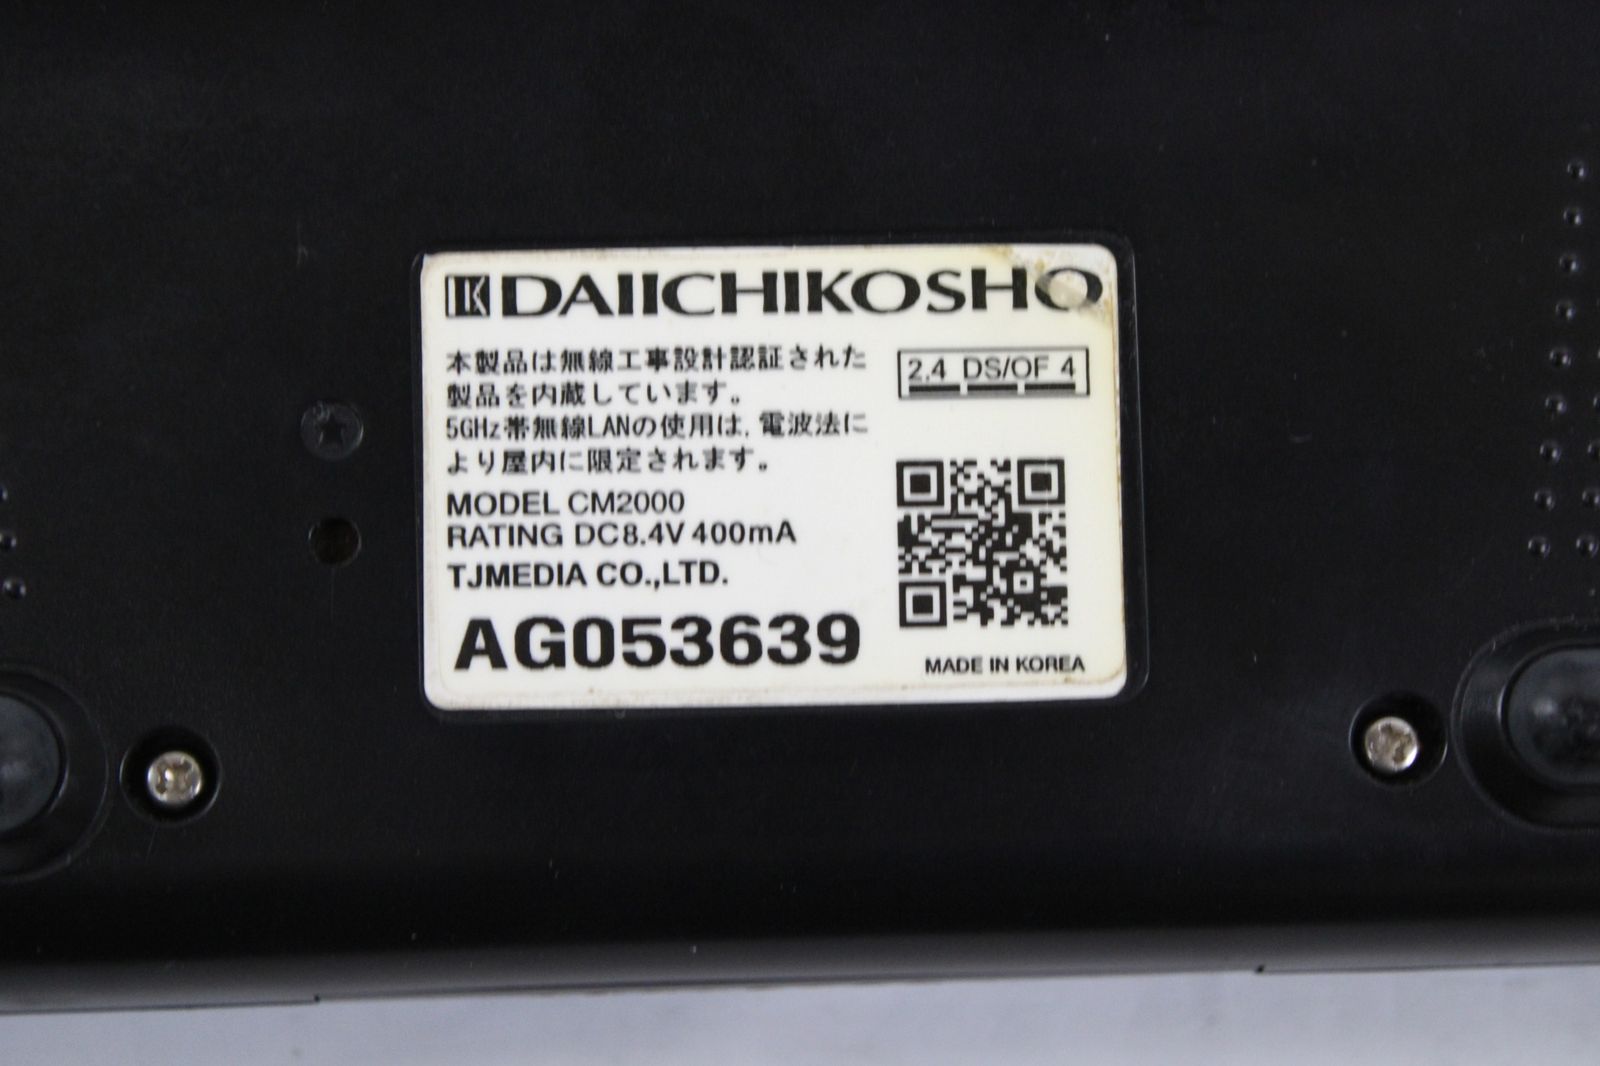 DAIICHIKOSHO
本製品は無線工事設計認証された
製品を内蔵しています。
2.4 DS/OF 4
5GHz帯無線LANの使用は、電波法に
より屋内に限定されます。
MODEL CM2000
RATING DC8.4V 400mA
TJMEDIA CO.,LTD.
AG053639
MADE IN KOREA